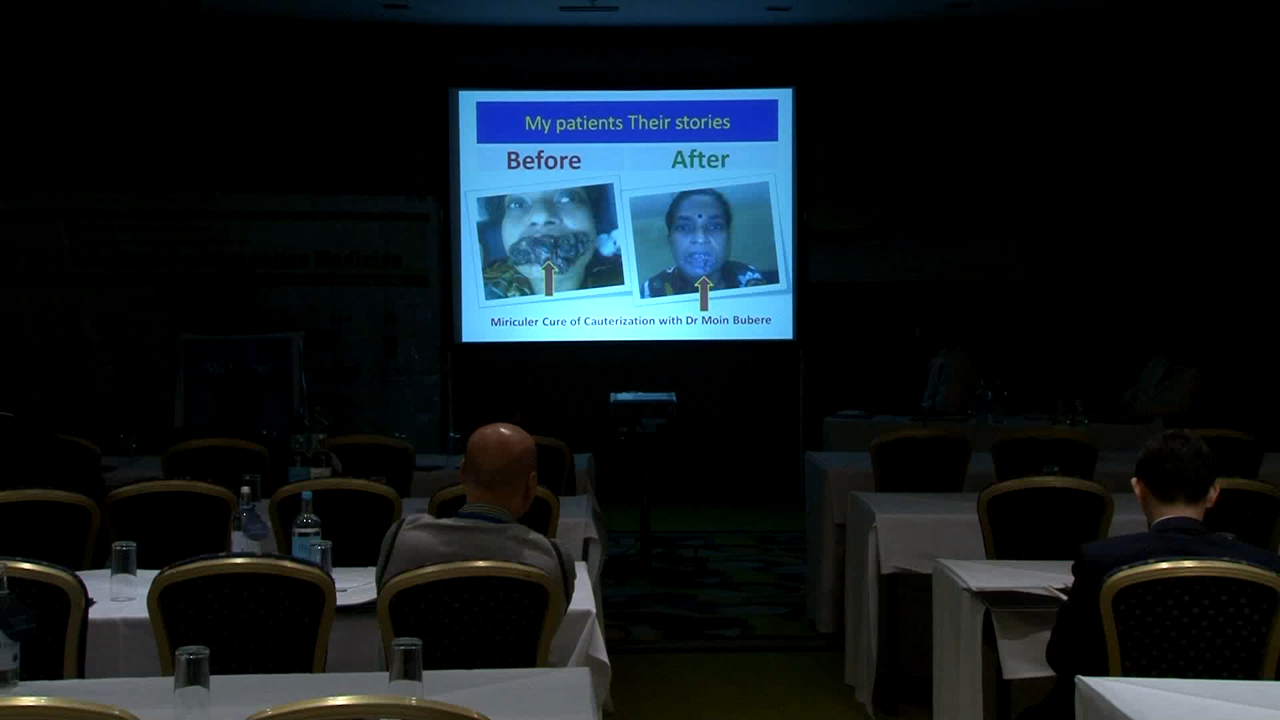 My patients Their stories
Before
After
Miriculer Cure of Cauterization with Dr Moin Bubere